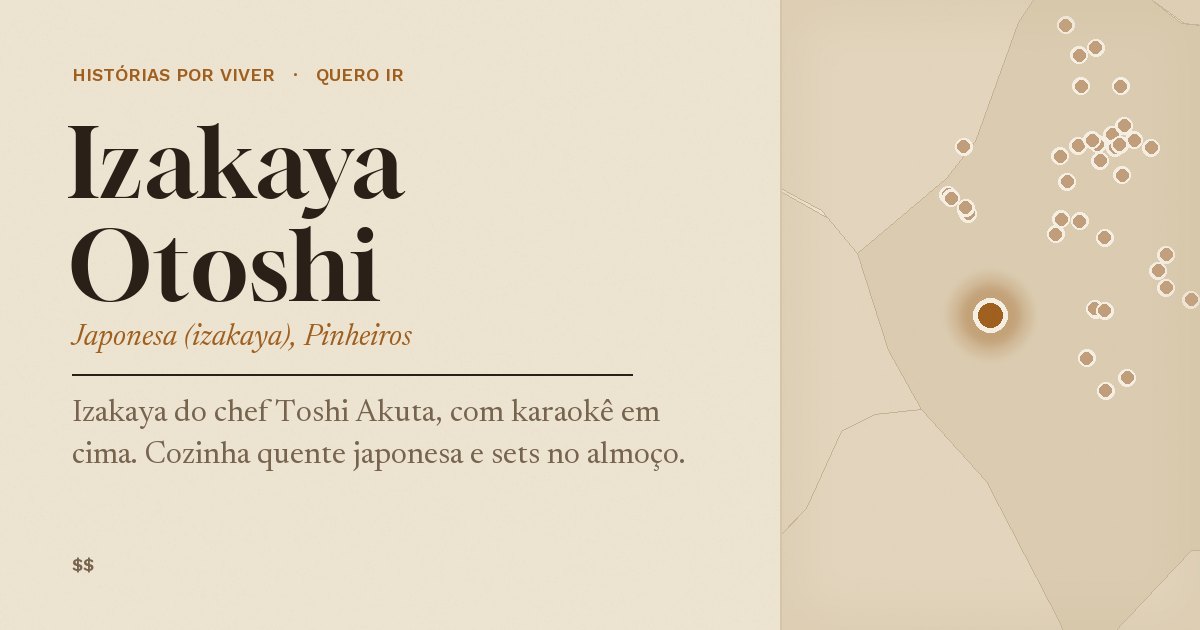 HISTÓRIAS POR VIVER · QUERO IR
Izakaya
Otoshi
Japonesa (izakaya), Pinheiros
Izakaya do chef Toshi Akuta, com karaokê em
cima. Cozinha quente japonesa e sets no almoço.
$$